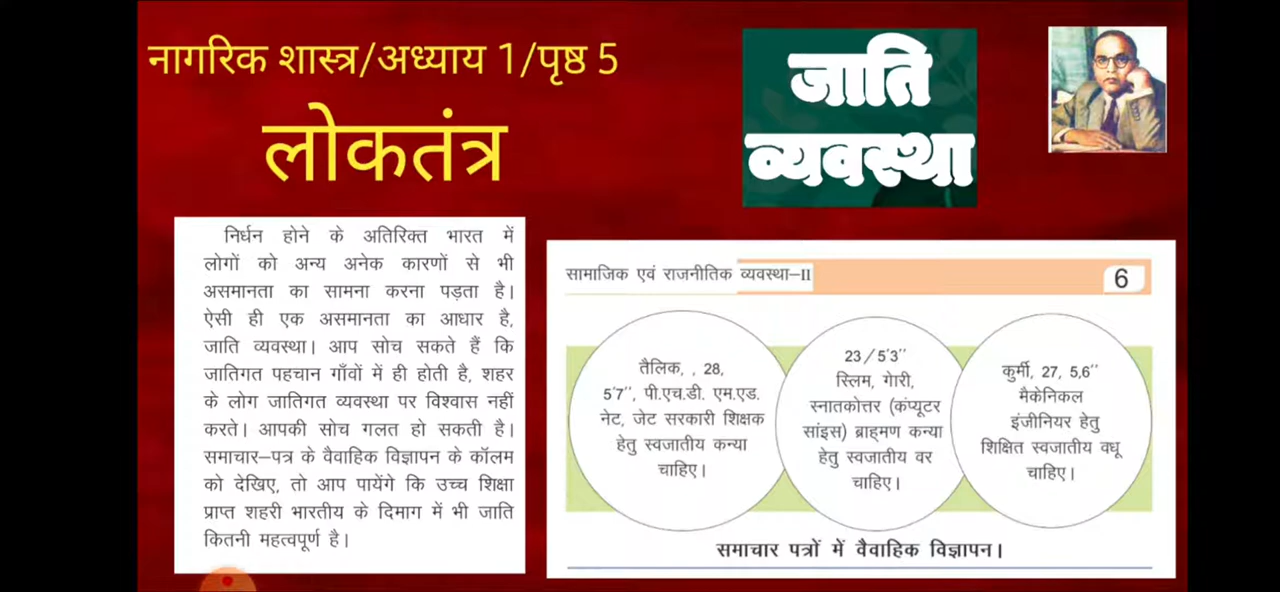 नागरिक शास्त्र/अध्याय 1/पृष्ठ 5
लोकतंत्र
जाति
व्यवस्था
निर्धन होने के अतिरिक्त भारत में
लोगों को अन्य अनेक कारणों से भी
असमानता का सामना करना पड़ता है।
ऐसी ही एक असमानता का आधार है,
जाति व्यवस्था। आप सोच सकते हैं कि
जातिगत पहचान गाँवों में ही होती है, शहर
के लोग जातिगत व्यवस्था पर विश्वास नहीं
करते। आपकी सोच गलत हो सकती है।
समाचार–पत्र के वैवाहिक विज्ञापन के कॉलम
को देखिए, तो आप पायेंगे कि उच्च शिक्षा
प्राप्त शहरी भारतीय के दिमाग में भी जाति
कितनी महत्वपूर्ण है।
सामाजिक एवं राजनीतिक व्यवस्था–II
6
तैलिक, , 28,
5'7'', पी.एच.डी. एम.एड.
नेट, जेट सरकारी शिक्षक
हेतु स्वजातीय कन्या
चाहिए।
23/5'3''
स्लिम, गेारी,
स्नातकोत्तर (कंप्यूटर
सांइस) ब्राह्मण कन्या
हेतु स्वजातीय वर
चाहिए।
कुर्मी, 27, 5,6''
मैकेनिकल
इंजीनियर हेतु
शिक्षित स्वजातीय वधू
चाहिए।
समाचार पत्रों में वैवाहिक विज्ञापन।